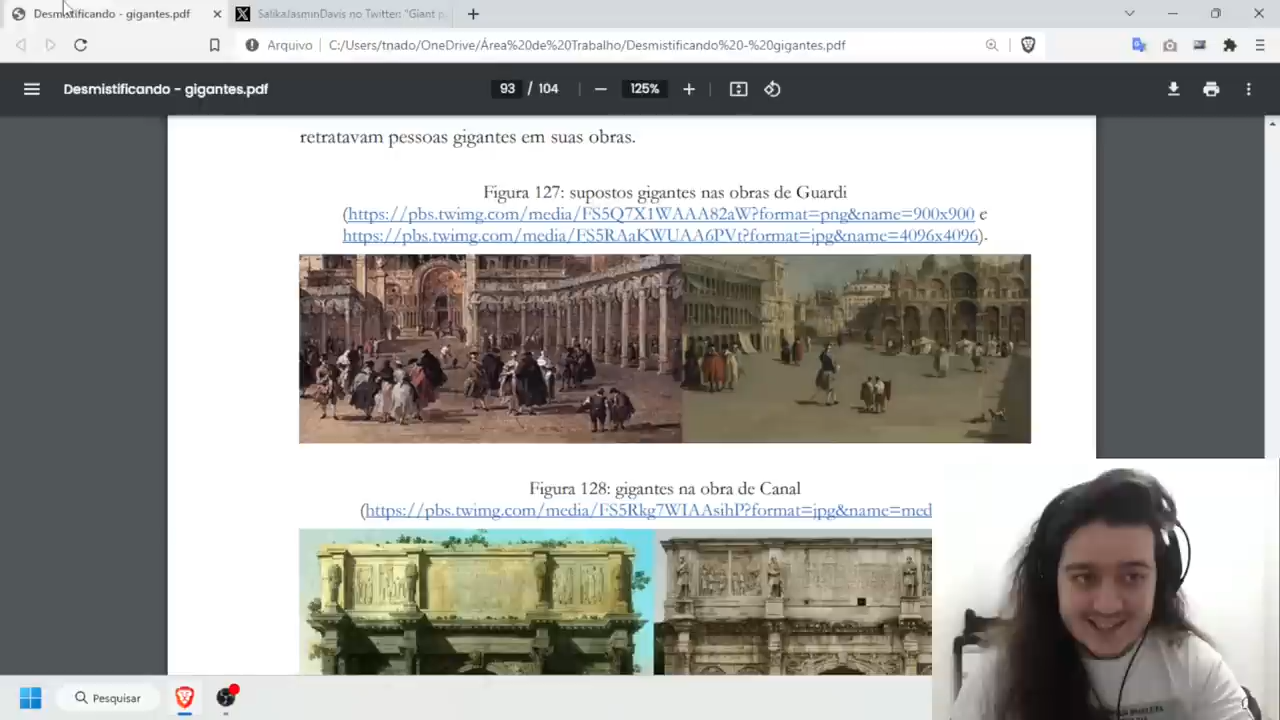 Desmistificando - gigantes.pdf
SalikaJasminDavis no Twitter: "Giant p
Arquivo
C:/Users/tnado/OneDrive/Área%20de%20Trabalho/Desmistificando%20-%20gigantes.pdf
Desmistificando - gigantes.pdf
93 / 104
125%
retratavam pessoas gigantes em suas obras.
Figura 127: supostos gigantes nas obras de Guardi
(https://pbs.twimg.com/media/FS5Q7X1WAAA82aW?format=png&name=900x900 e
https://pbs.twimg.com/media/FS5RAaKWUAA6PVt?format=jpg&name=4096x4096).
Figura 128: gigantes na obra de Canal
(https://pbs.twimg.com/media/FS5Rkg7WIAAsihP?format=jpg&name=med
Pesquisar